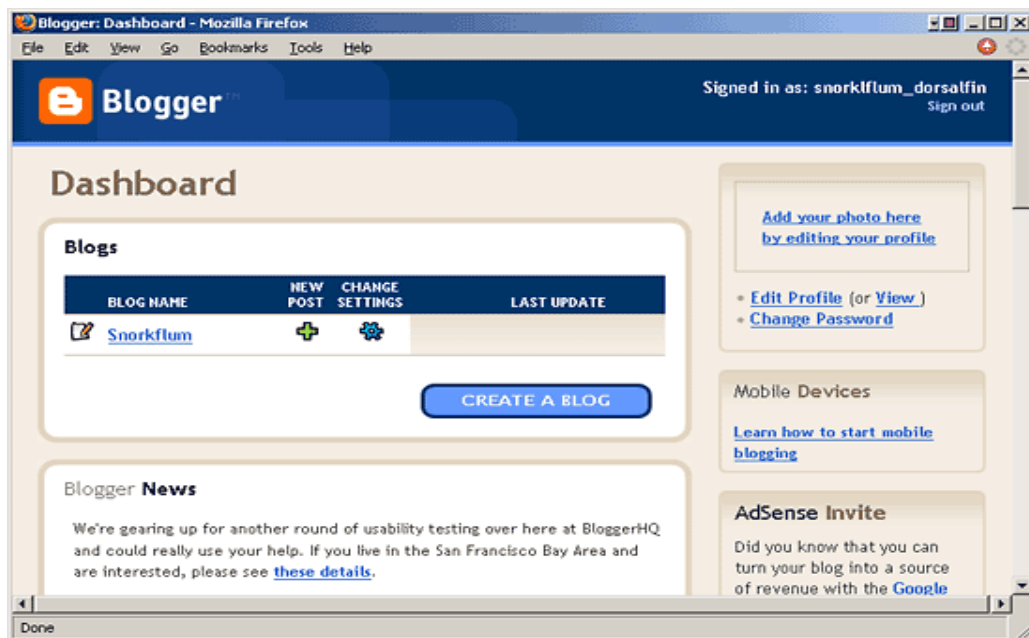 Blogger: Dashboard - Mozilla Firefox
File Edit View Go Bookmarks Tools Help
Blogger™
Signed in as: snorklflum_dorsalfin
Sign out
Dashboard
Blogs
BLOG NAME NEW POST CHANGE SETTINGS LAST UPDATE
Snorkflum
CREATE A BLOG
Blogger News
We're gearing up for another round of usability testing over here at BloggerHQ
and could really use your help. If you live in the San Francisco Bay Area and
are interested, please see these details.
Add your photo here
by editing your profile
Edit Profile (or View )
Change Password
Mobile Devices
Learn how to start mobile
blogging
AdSense Invite
Did you know that you can
turn your blog into a source
of revenue with the Google
Done